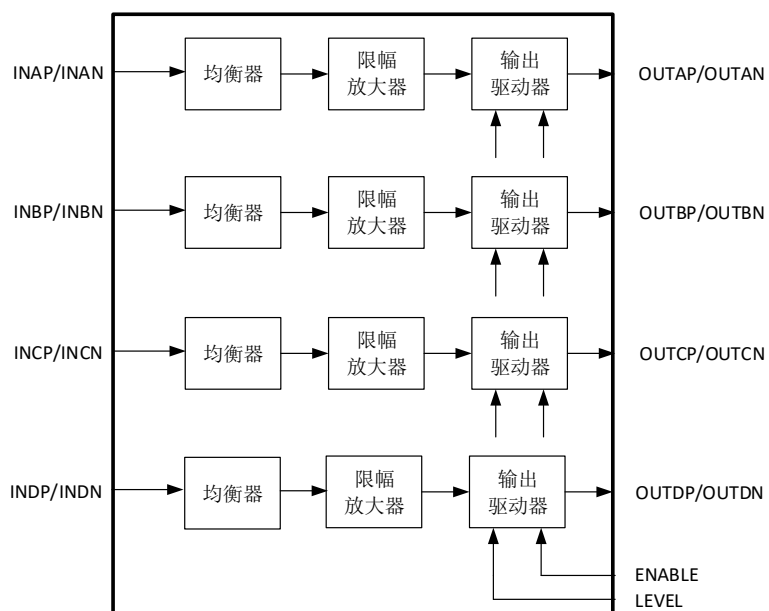 INAP/INAN
均衡器
限幅
放大器
输出
驱动器
OUTAP/OUTAN
INBP/INBN
均衡器
限幅
放大器
输出
驱动器
OUTBP/OUTBN
INCP/INCN
均衡器
限幅
放大器
输出
驱动器
OUTCP/OUTCN
INDP/INDN
均衡器
限幅
放大器
输出
驱动器
OUTDP/OUTDN
ENABLE
LEVEL